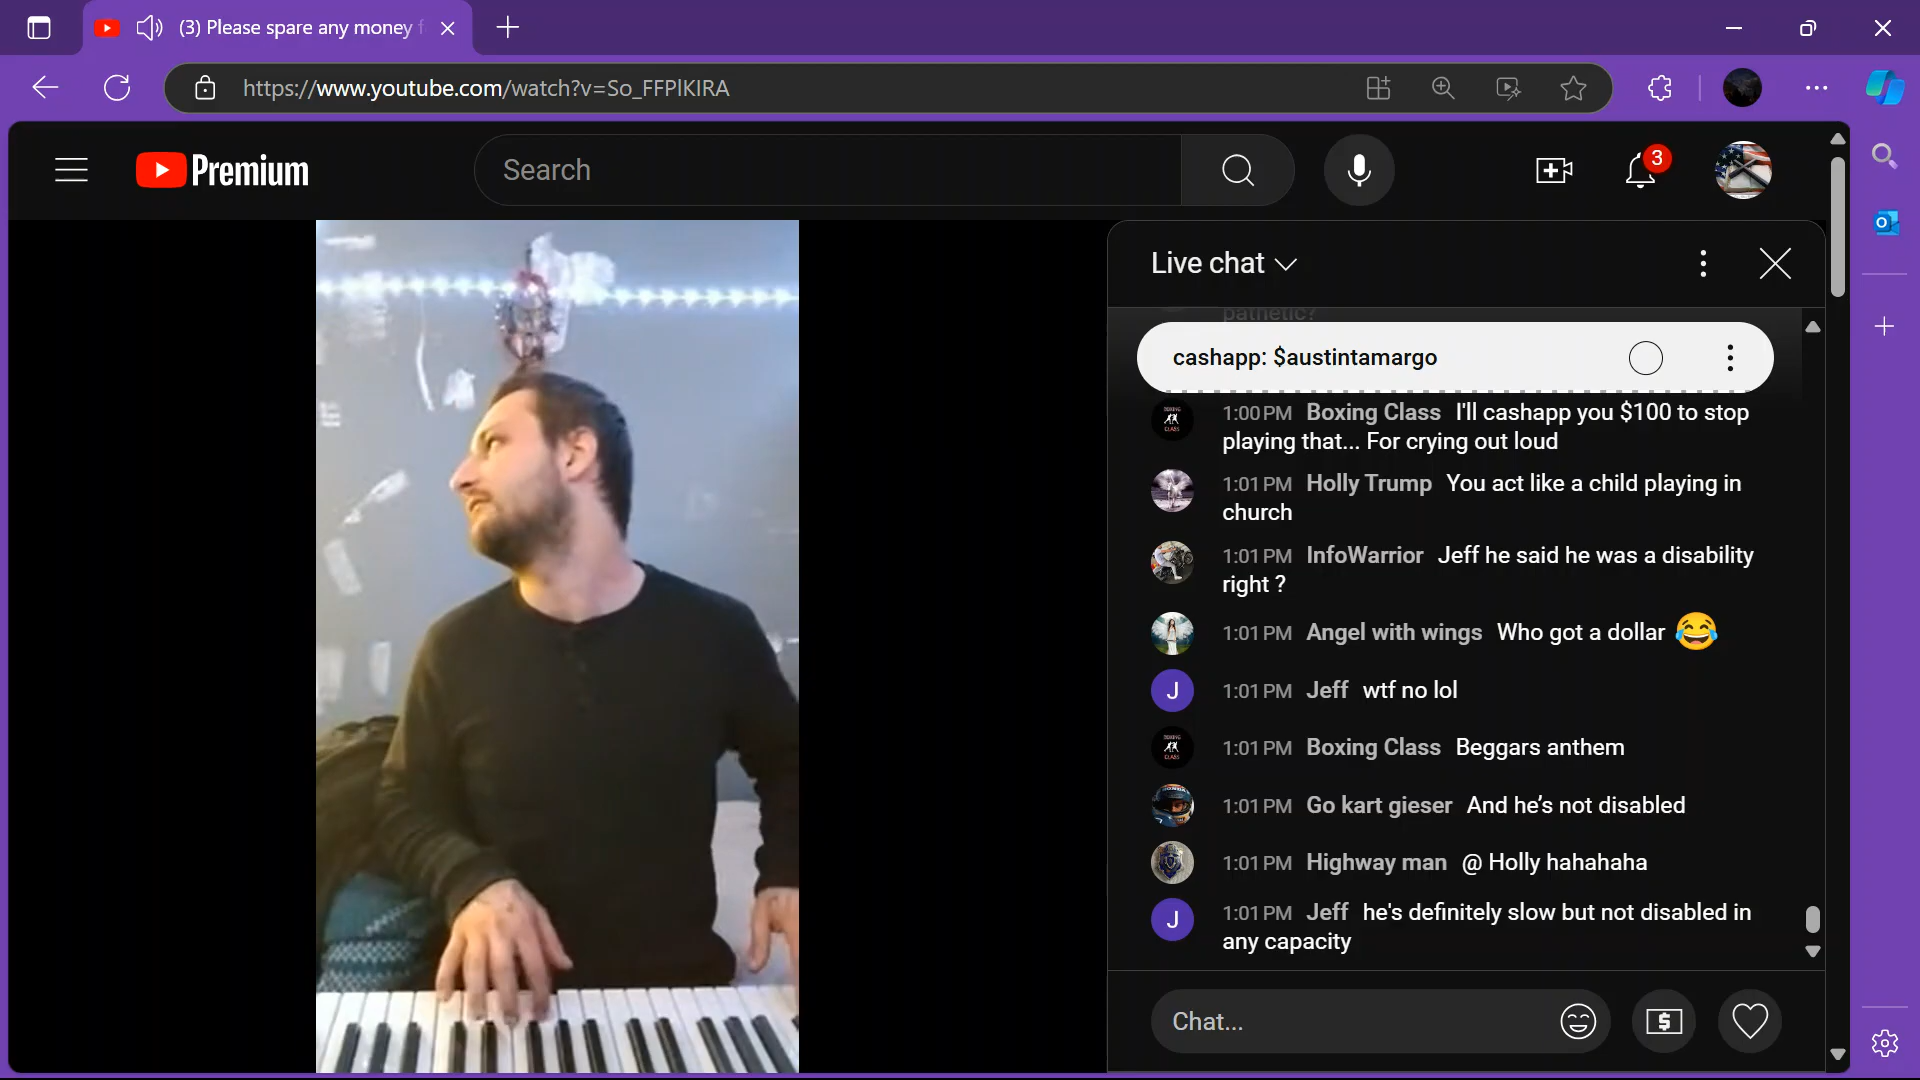 (3) Please spare any money f
https://www.youtube.com/watch?v=So_FFPlKIRA
Premium
Search
3
Live chat
pathetic?
cashapp: $austintamargo
1:00 PM Boxing Class I'll cashapp you $100 to stop
playing that... For crying out loud
1:01 PM Holly Trump You act like a child playing in
church
1:01 PM InfoWarrior Jeff he said he was a disability
right ?
1:01 PM Angel with wings Who got a dollar 😂
J
1:01 PM Jeff wtf no lol
1:01 PM Boxing Class Beggars anthem
1:01 PM Go kart gieser And he's not disabled
1:01 PM Highway man @ Holly hahahaha
J
1:01 PM Jeff he's definitely slow but not disabled in
any capacity
Chat...